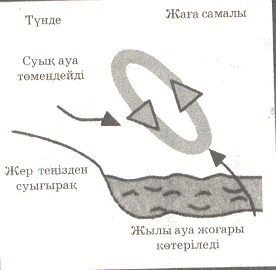 Түнде
Жаға самалы
Суық ауа
төмендейді
Жер теңізден
суығырақ
Жылы ауа жоғары
көтеріледі